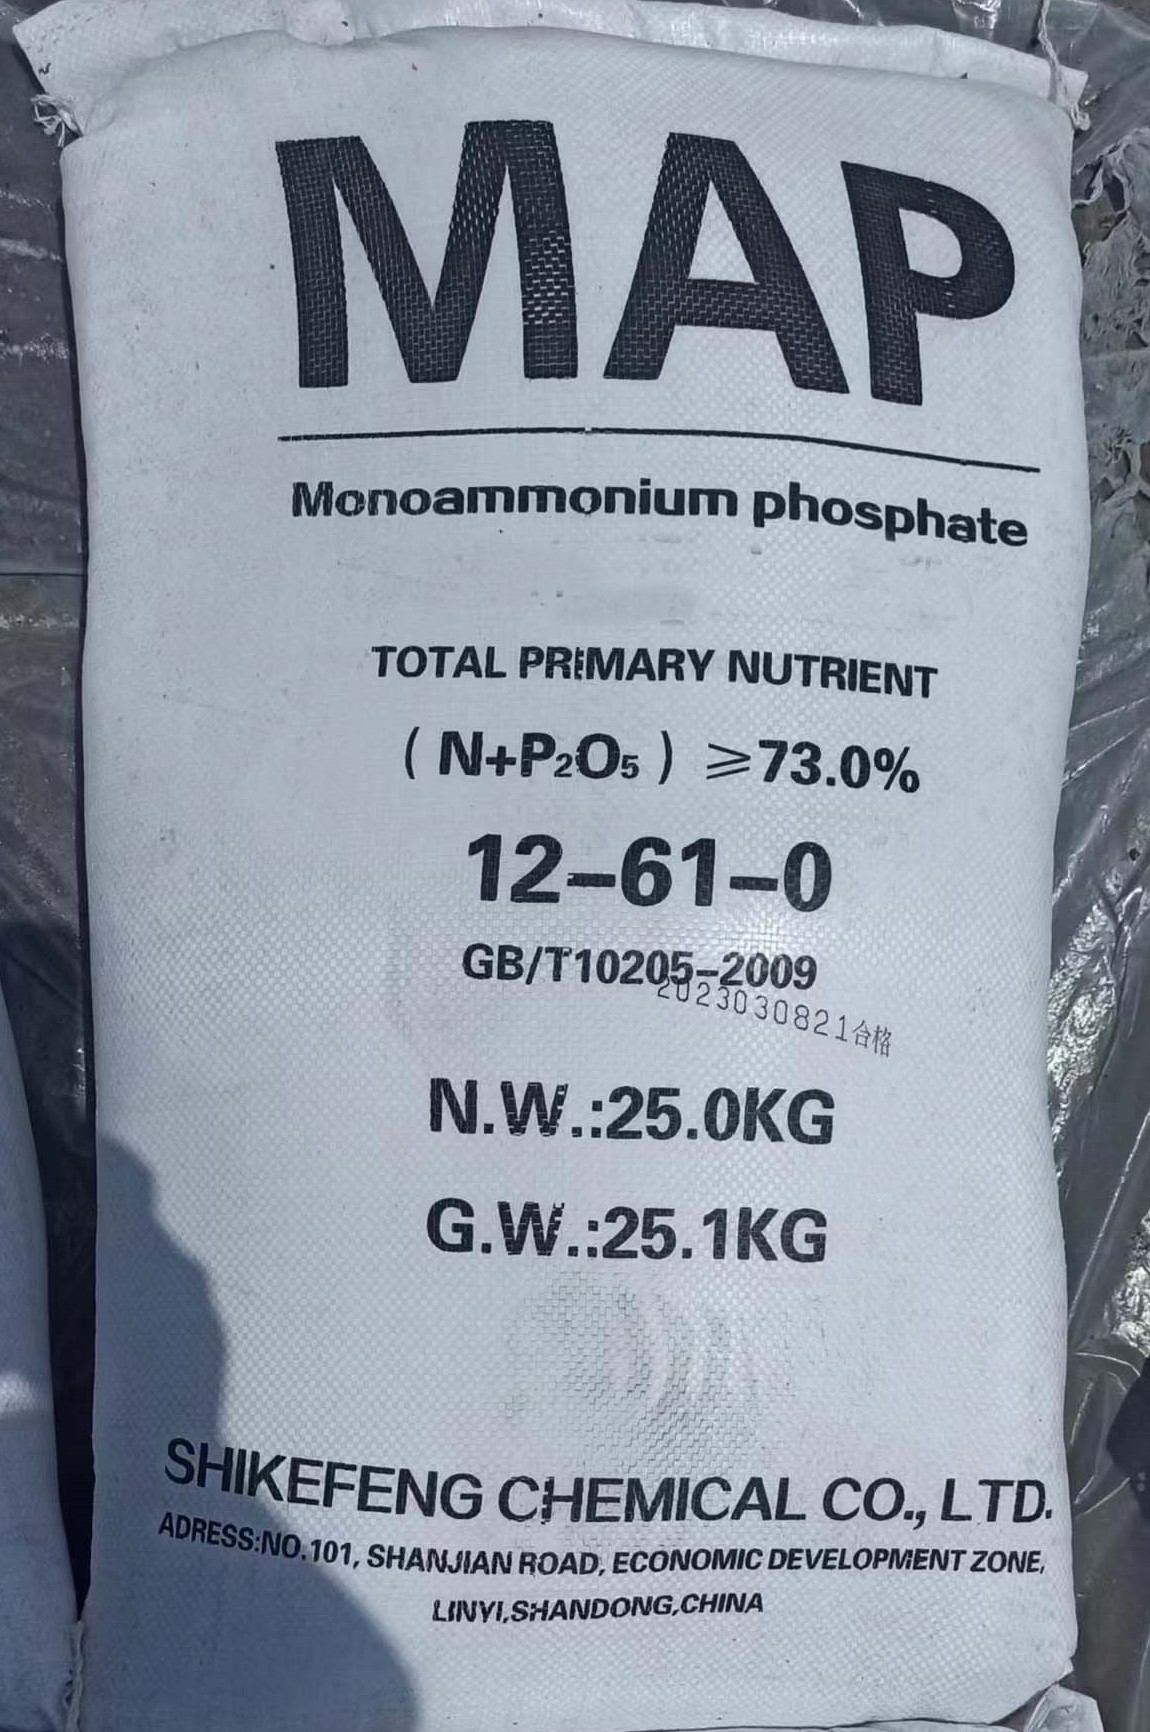 MAP
Monoammonium phosphate
TOTAL PRIMARY NUTRIENT
( N+P₂O₅ ) ≥73.0%
12-61-0
GB/T10205-2009
2023030821合格
N.W.:25.0KG
G.W.:25.1KG
SHIKEFENG CHEMICAL CO., LTD.
ADRESS:NO.101, SHANJIAN ROAD, ECONOMIC DEVELOPMENT ZONE,
LINYI,SHANDONG,CHINA